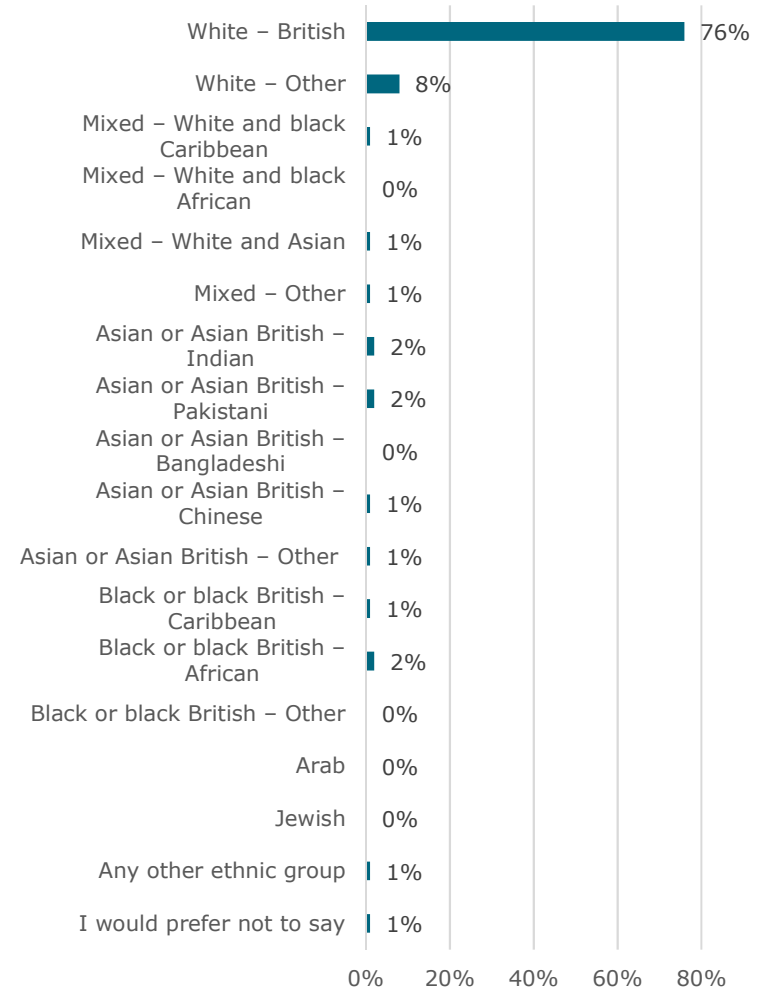 White – British
76%
White – Other
8%
Mixed – White and black
Caribbean
1%
Mixed – White and black
African
0%
Mixed – White and Asian
1%
Mixed – Other
1%
Asian or Asian British –
Indian
2%
Asian or Asian British –
Pakistani
2%
Asian or Asian British –
Bangladeshi
0%
Asian or Asian British –
Chinese
1%
Asian or Asian British – Other
1%
Black or black British –
Caribbean
1%
Black or black British –
African
2%
Black or black British – Other
0%
Arab
0%
Jewish
0%
Any other ethnic group
1%
I would prefer not to say
1%
0% 20% 40% 60% 80%